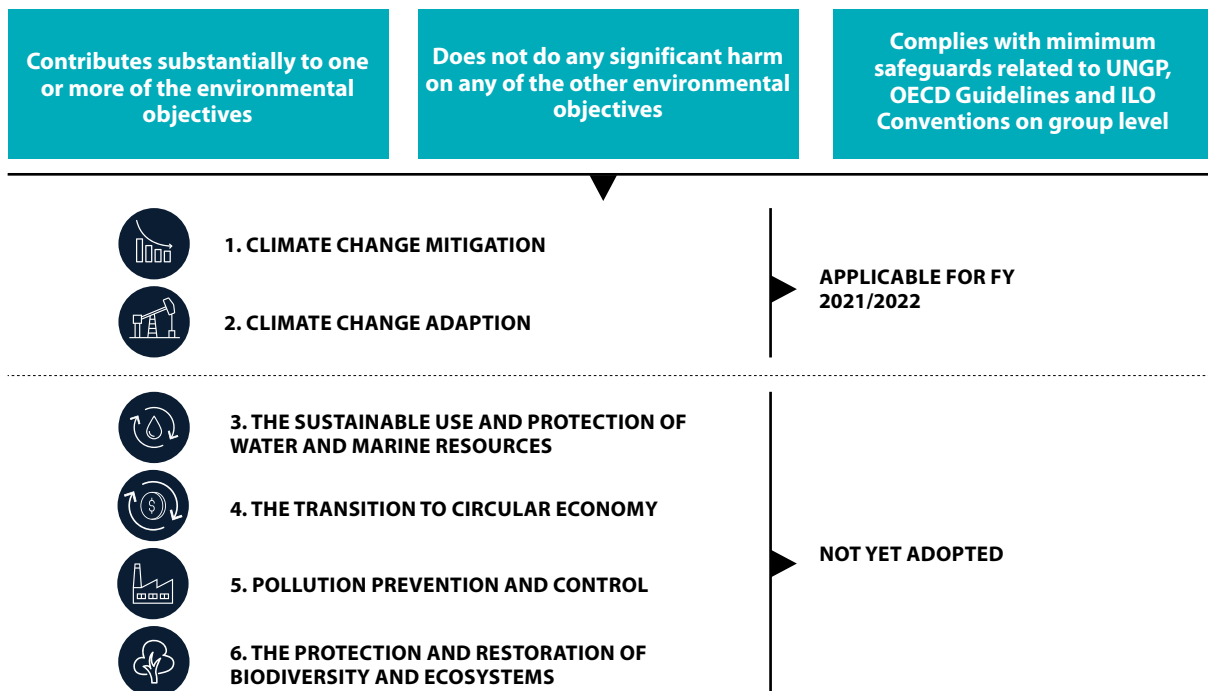 Contributes substantially to one
or more of the environmental
objectives
Does not do any significant harm
on any of the other environmental
objectives
Complies with mimimum
safeguards related to UNGP,
OECD Guidelines and ILO
Conventions on group level
1. CLIMATE CHANGE MITIGATION
2. CLIMATE CHANGE ADAPTION
APPLICABLE FOR FY
2021/2022
3. THE SUSTAINABLE USE AND PROTECTION OF
WATER AND MARINE RESOURCES
$
4. THE TRANSITION TO CIRCULAR ECONOMY
5. POLLUTION PREVENTION AND CONTROL
6. THE PROTECTION AND RESTORATION OF
BIODIVERSITY AND ECOSYSTEMS
NOT YET ADOPTED